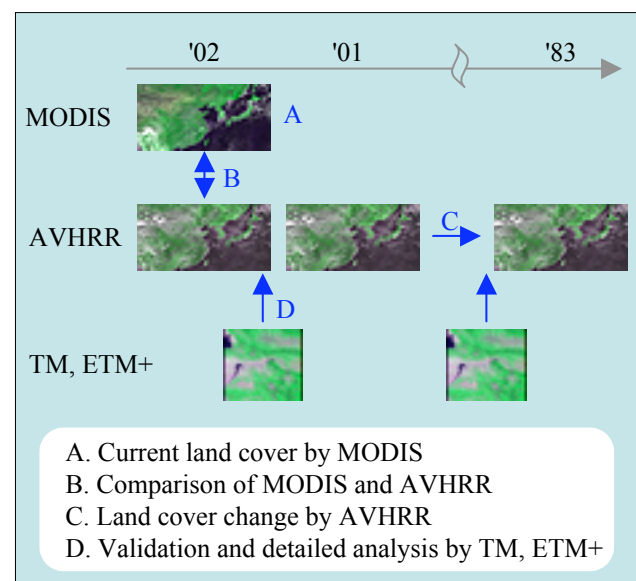 '02 '01 '83
MODIS A
B
AVHRR C
D
TM, ETM+
A. Current land cover by MODIS
B. Comparison of MODIS and AVHRR
C. Land cover change by AVHRR
D. Validation and detailed analysis by TM, ETM+